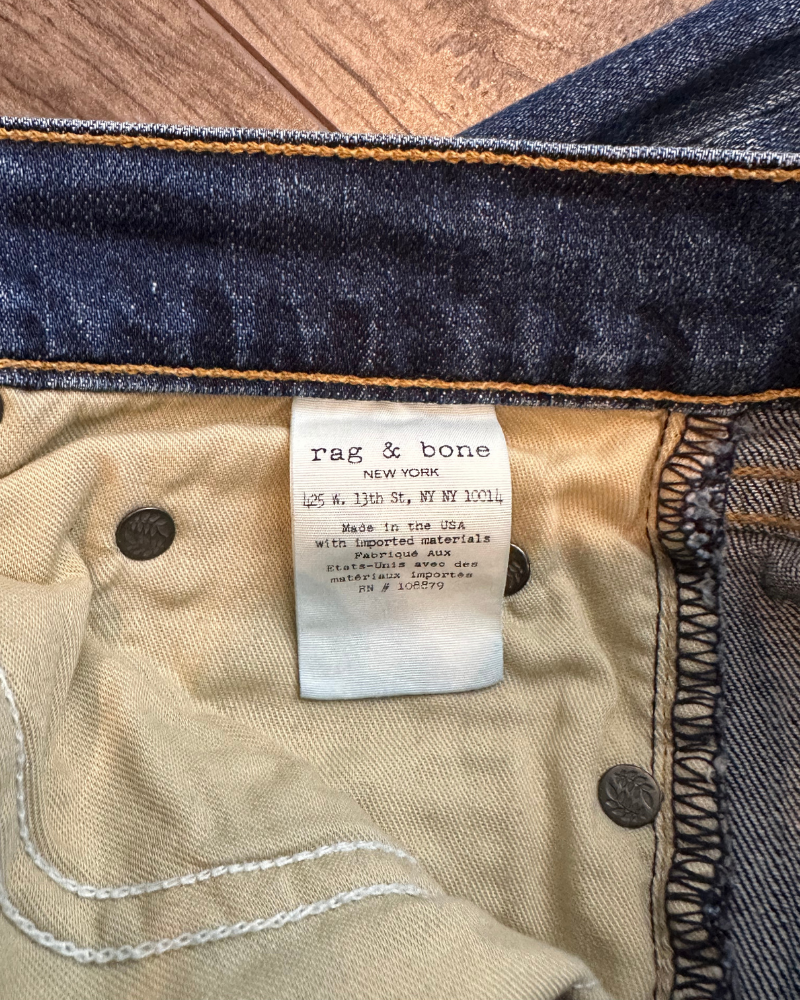 rag & bone
NEW YORK
425 W. 13th St, NY NY 10014
Made in the USA
with imported materials
Fabriqué Aux
Etats-Unis avec des
matériaux importés
RN # 108879